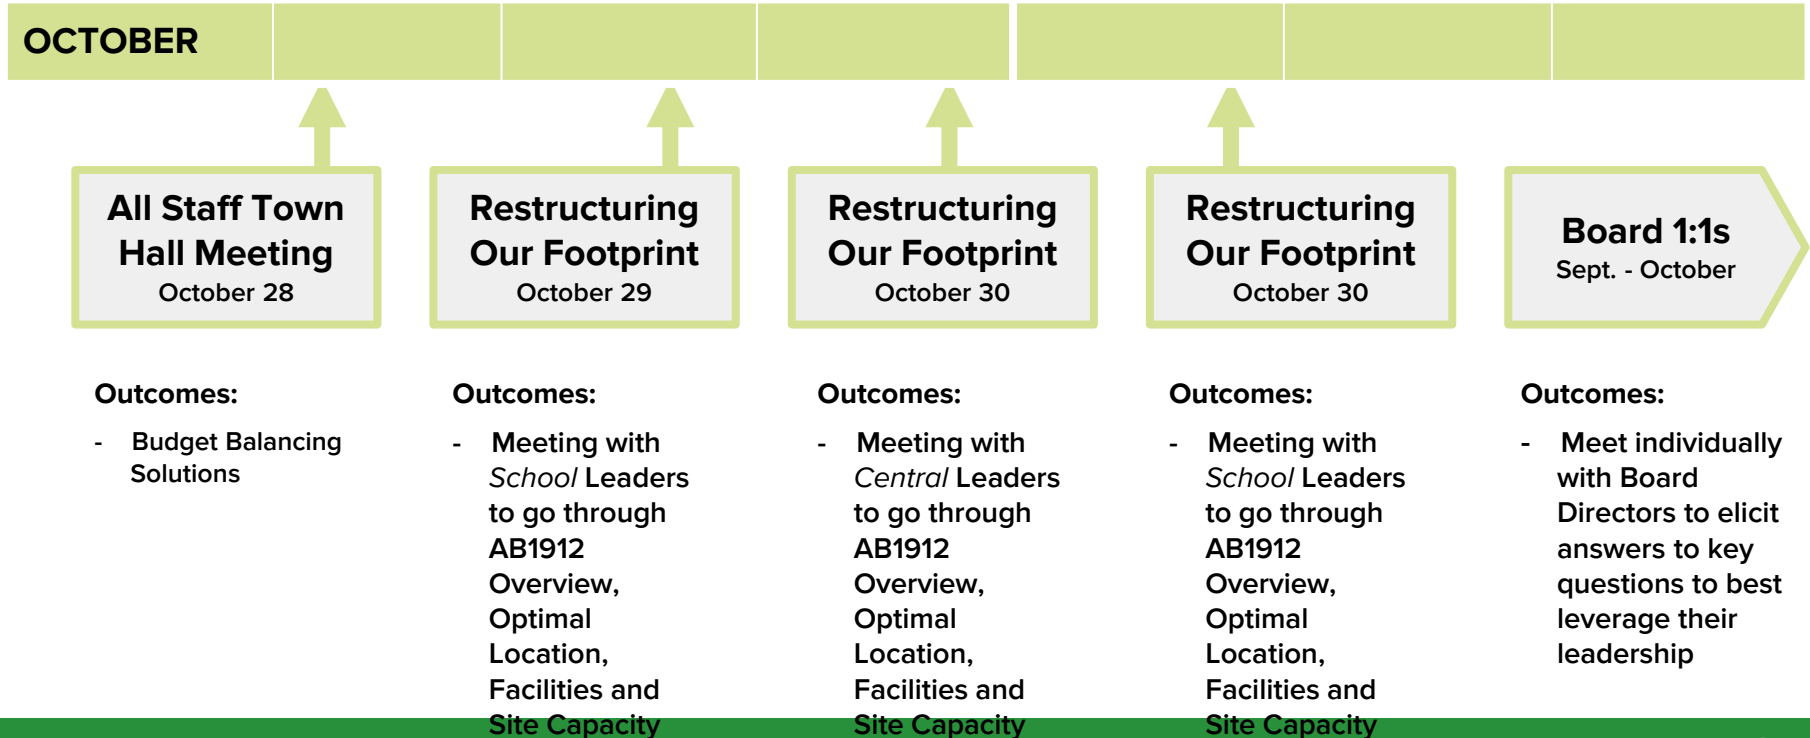 OCTOBER
All Staff Town
Hall Meeting
October 28
Outcomes:
- Budget Balancing
Solutions
Restructuring
Our Footprint
October 29
Outcomes:
- Meeting with
School Leaders
to go through
AB1912
Overview,
Optimal
Location,
Facilities and
Site Capacity
Restructuring
Our Footprint
October 30
Outcomes:
- Meeting with
Central Leaders
to go through
AB1912
Overview,
Optimal
Location,
Facilities and
Site Capacity
Restructuring
Our Footprint
October 30
Outcomes:
- Meeting with
School Leaders
to go through
AB1912
Overview,
Optimal
Location,
Facilities and
Site Capacity
Board 1:1s
Sept. - October
Outcomes:
- Meet individually
with Board
Directors to elicit
answers to key
questions to best
leverage their
leadership